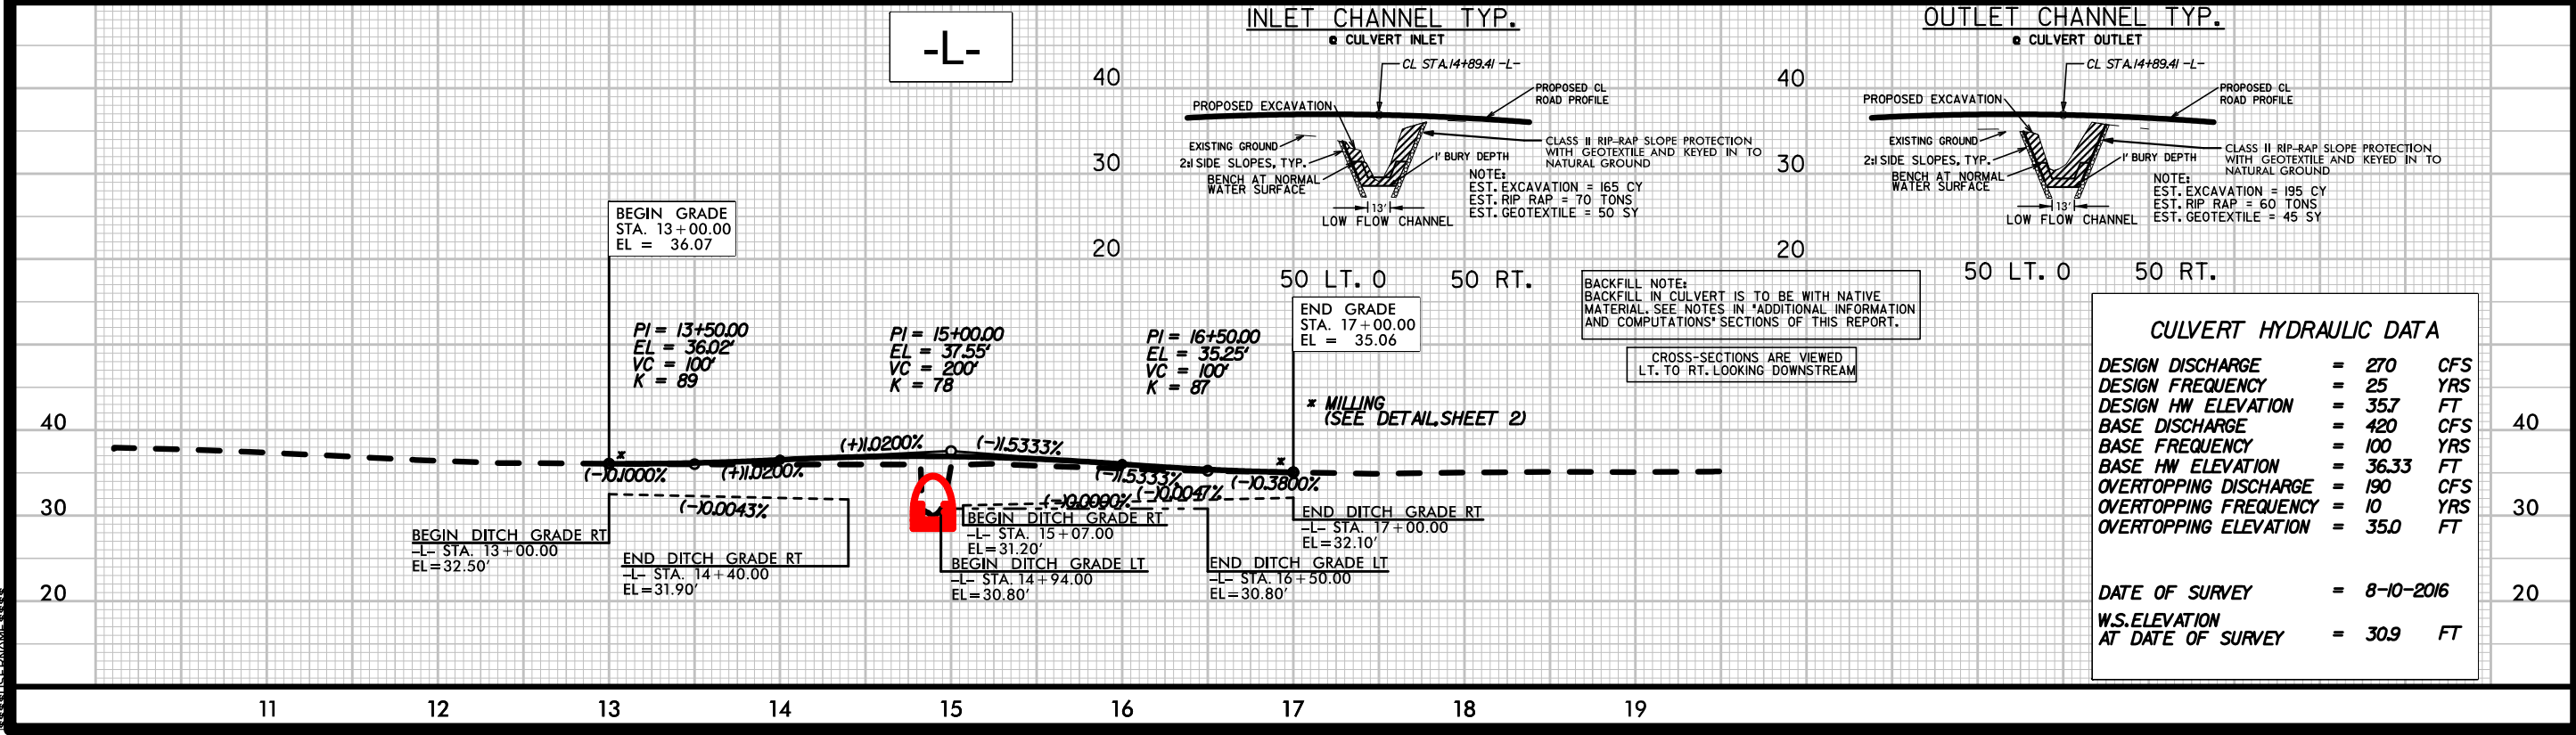 -L-
INLET CHANNEL TYP.
@ CULVERT INLET
CL STA.14+89.41 -L-
40
PROPOSED EXCAVATION
PROPOSED CL
ROAD PROFILE
EXISTING GROUND
2:1 SIDE SLOPES, TYP.
BENCH AT NORMAL
WATER SURFACE
CLASS II RIP-RAP SLOPE PROTECTION
WITH GEOTEXTILE AND KEYED IN TO
NATURAL GROUND
1' BURY DEPTH
30
NOTE:
EST. EXCAVATION = 165 CY
EST. RIP RAP = 70 TONS
EST. GEOTEXTILE = 50 SY
13'
LOW FLOW CHANNEL
20
50 LT. 0 50 RT.
OUTLET CHANNEL TYP.
@ CULVERT OUTLET
CL STA.14+89.41 -L-
40
PROPOSED EXCAVATION
PROPOSED CL
ROAD PROFILE
EXISTING GROUND
2:1 SIDE SLOPES, TYP.
BENCH AT NORMAL
WATER SURFACE
CLASS II RIP-RAP SLOPE PROTECTION
WITH GEOTEXTILE AND KEYED IN TO
NATURAL GROUND
1' BURY DEPTH
30
NOTE:
EST. EXCAVATION = 195 CY
EST. RIP RAP = 60 TONS
EST. GEOTEXTILE = 45 SY
13'
LOW FLOW CHANNEL
20
50 LT. 0 50 RT.
BEGIN GRADE
STA. 13+00.00
EL = 36.07
PI = 13+50.00
EL = 36.02'
VC = 100'
K = 89
PI = 15+00.00
EL = 37.55'
VC = 200'
K = 78
PI = 16+50.00
EL = 35.25'
VC = 100'
K = 87
END GRADE
STA. 17+00.00
EL = 35.06
BACKFILL NOTE:
BACKFILL IN CULVERT IS TO BE WITH NATIVE
MATERIAL. SEE NOTES IN "ADDITIONAL INFORMATION
AND COMPUTATIONS" SECTIONS OF THIS REPORT.
CROSS-SECTIONS ARE VIEWED
LT. TO RT. LOOKING DOWNSTREAM
* MILLING
(SEE DETAIL, SHEET 2)
40
30
20
*
(-)0.1000%
(+)1.0200%
(+)1.0200%
(-)1.5333%
(-)1.5333%
*
(-)0.3800%
(-)0.0043%
(-)0.0090%
(-)0.0047%
BEGIN DITCH GRADE RT
-L- STA. 13+00.00
EL=32.50'
END DITCH GRADE RT
-L- STA. 14+40.00
EL=31.90'
BEGIN DITCH GRADE RT
-L- STA. 15+07.00
EL=31.20'
BEGIN DITCH GRADE LT
-L- STA. 14+94.00
EL=30.80'
END DITCH GRADE RT
-L- STA. 17+00.00
EL=32.10'
END DITCH GRADE LT
-L- STA. 16+50.00
EL=30.80'
CULVERT HYDRAULIC DATA
DESIGN DISCHARGE = 270 CFS
DESIGN FREQUENCY = 25 YRS
DESIGN HW ELEVATION = 35.7 FT
BASE DISCHARGE = 420 CFS
BASE FREQUENCY = 100 YRS
BASE HW ELEVATION = 36.33 FT
OVERTOPPING DISCHARGE = 190 CFS
OVERTOPPING FREQUENCY = 10 YRS
OVERTOPPING ELEVATION = 35.0 FT
DATE OF SURVEY = 8-10-2016
W.S. ELEVATION
AT DATE OF SURVEY = 30.9 FT
40
30
20
11 12 13 14 15 16 17 18 19